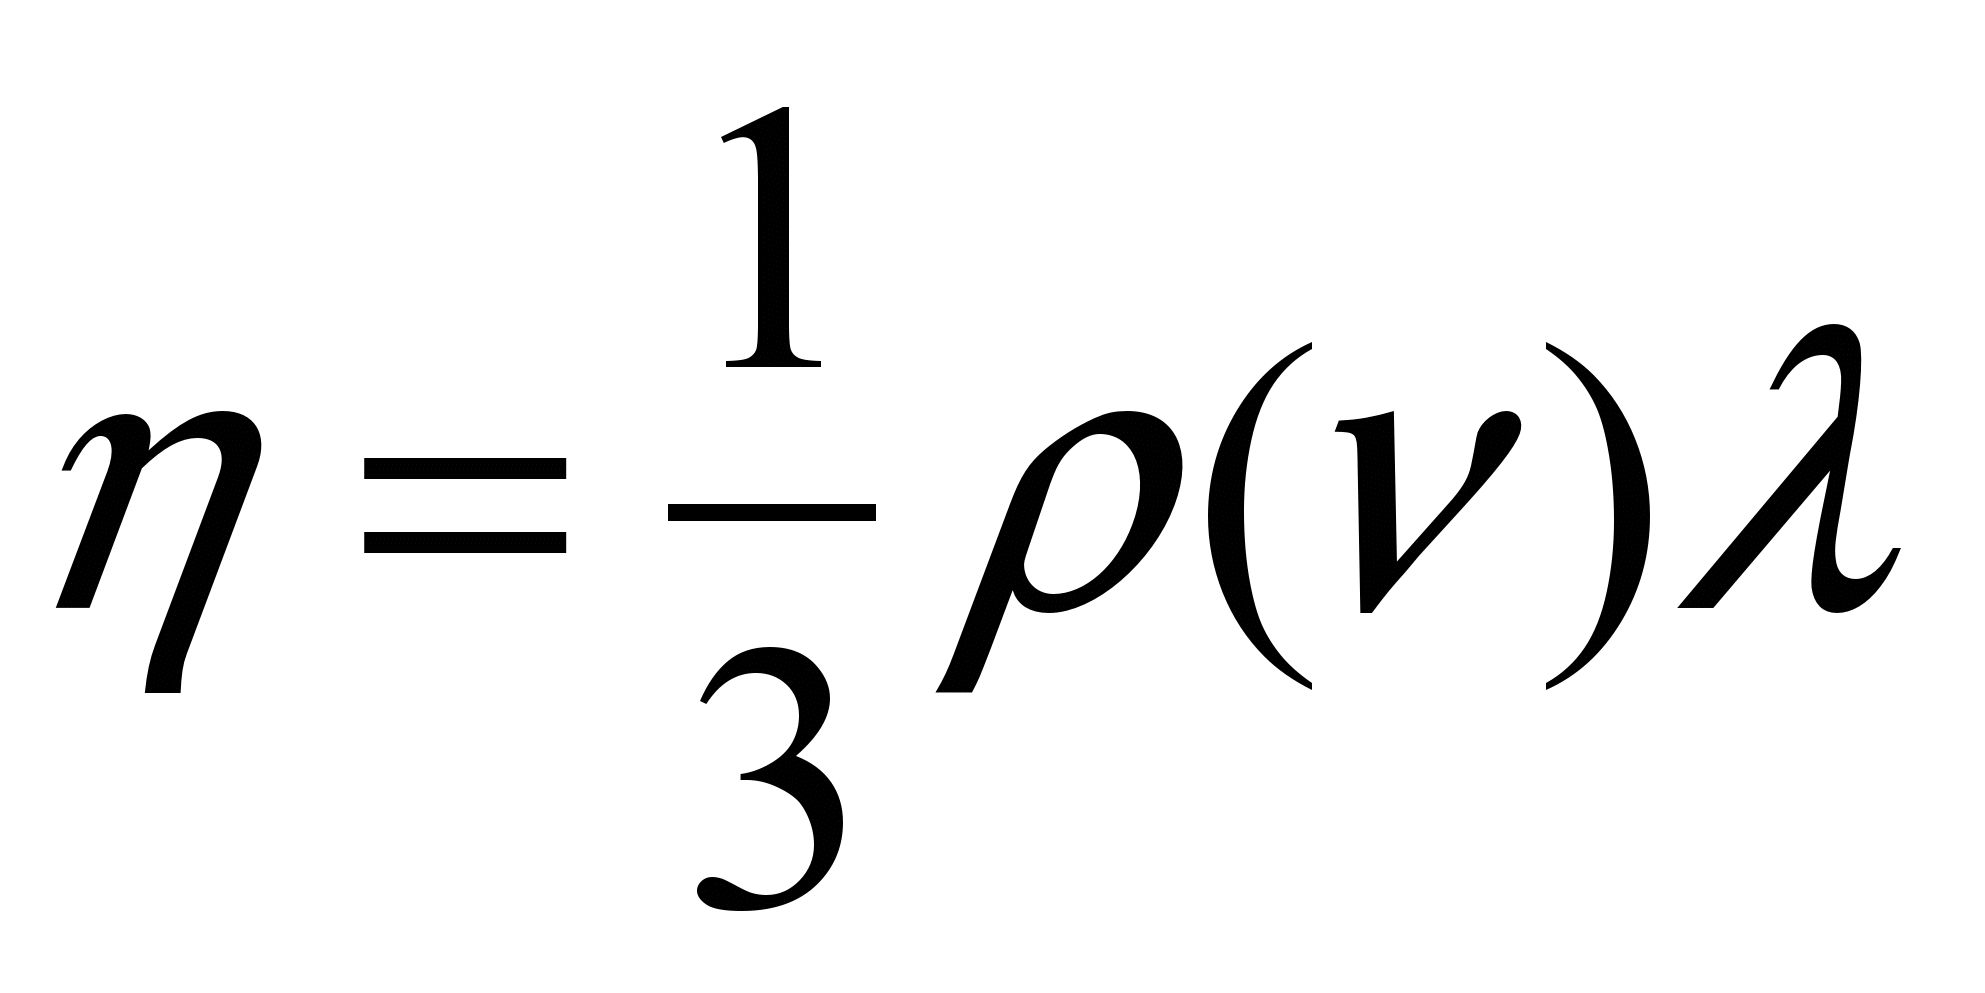 η = 1/3 ρ(ν)λ